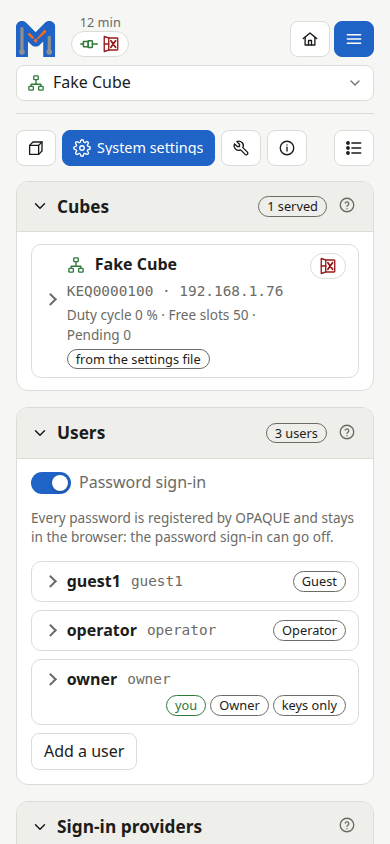 12 min
Fake Cube
System settings
Cubes
1 served
Fake Cube
KEQ0000100 · 192.168.1.76
Duty cycle 0 % · Free slots 50 ·
Pending 0
from the settings file
Users
3 users
Password sign-in
Every password is registered by OPAQUE and stays
in the browser: the password sign-in can go off.
guest1 guest1 Guest
operator operator Operator
owner owner
you Owner keys only
Add a user
Sign-in providers